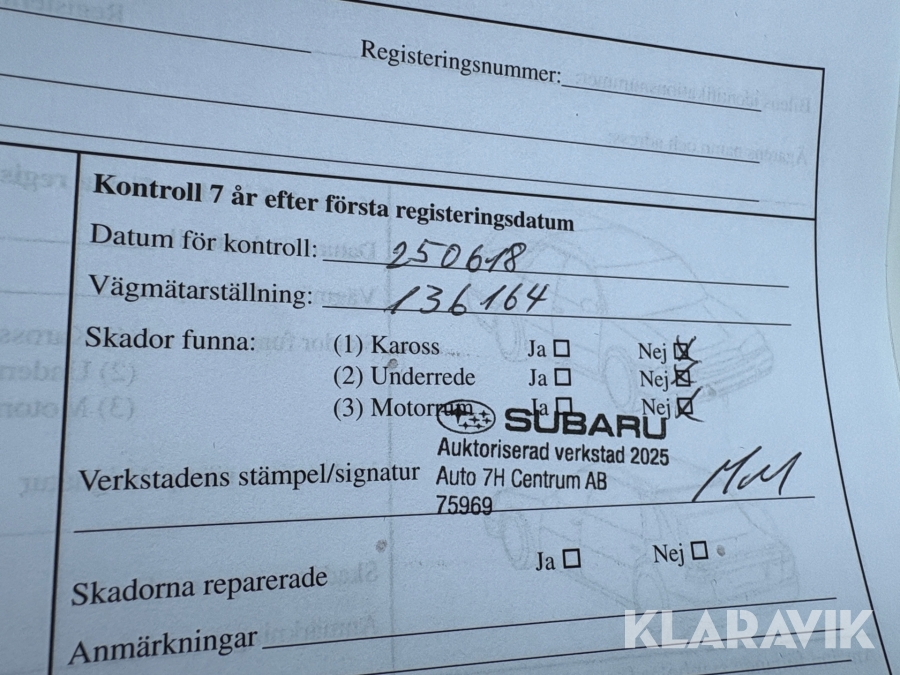 Registeringsnummer:
Kontroll 7 år efter första registeringsdatum
Datum för kontroll: 250618
Vägmätarställning: 136164
Skador funna: (1) Kaross Ja Nej
(2) Underrede Ja Nej
(3) Motorrum Ja Nej
SUBARU
Auktoriserad verkstad 2025
Verkstadens stämpel/signatur Auto 7H Centrum AB
75969
Skadorna reparerade Ja Nej
Anmärkningar
KLARAVIK